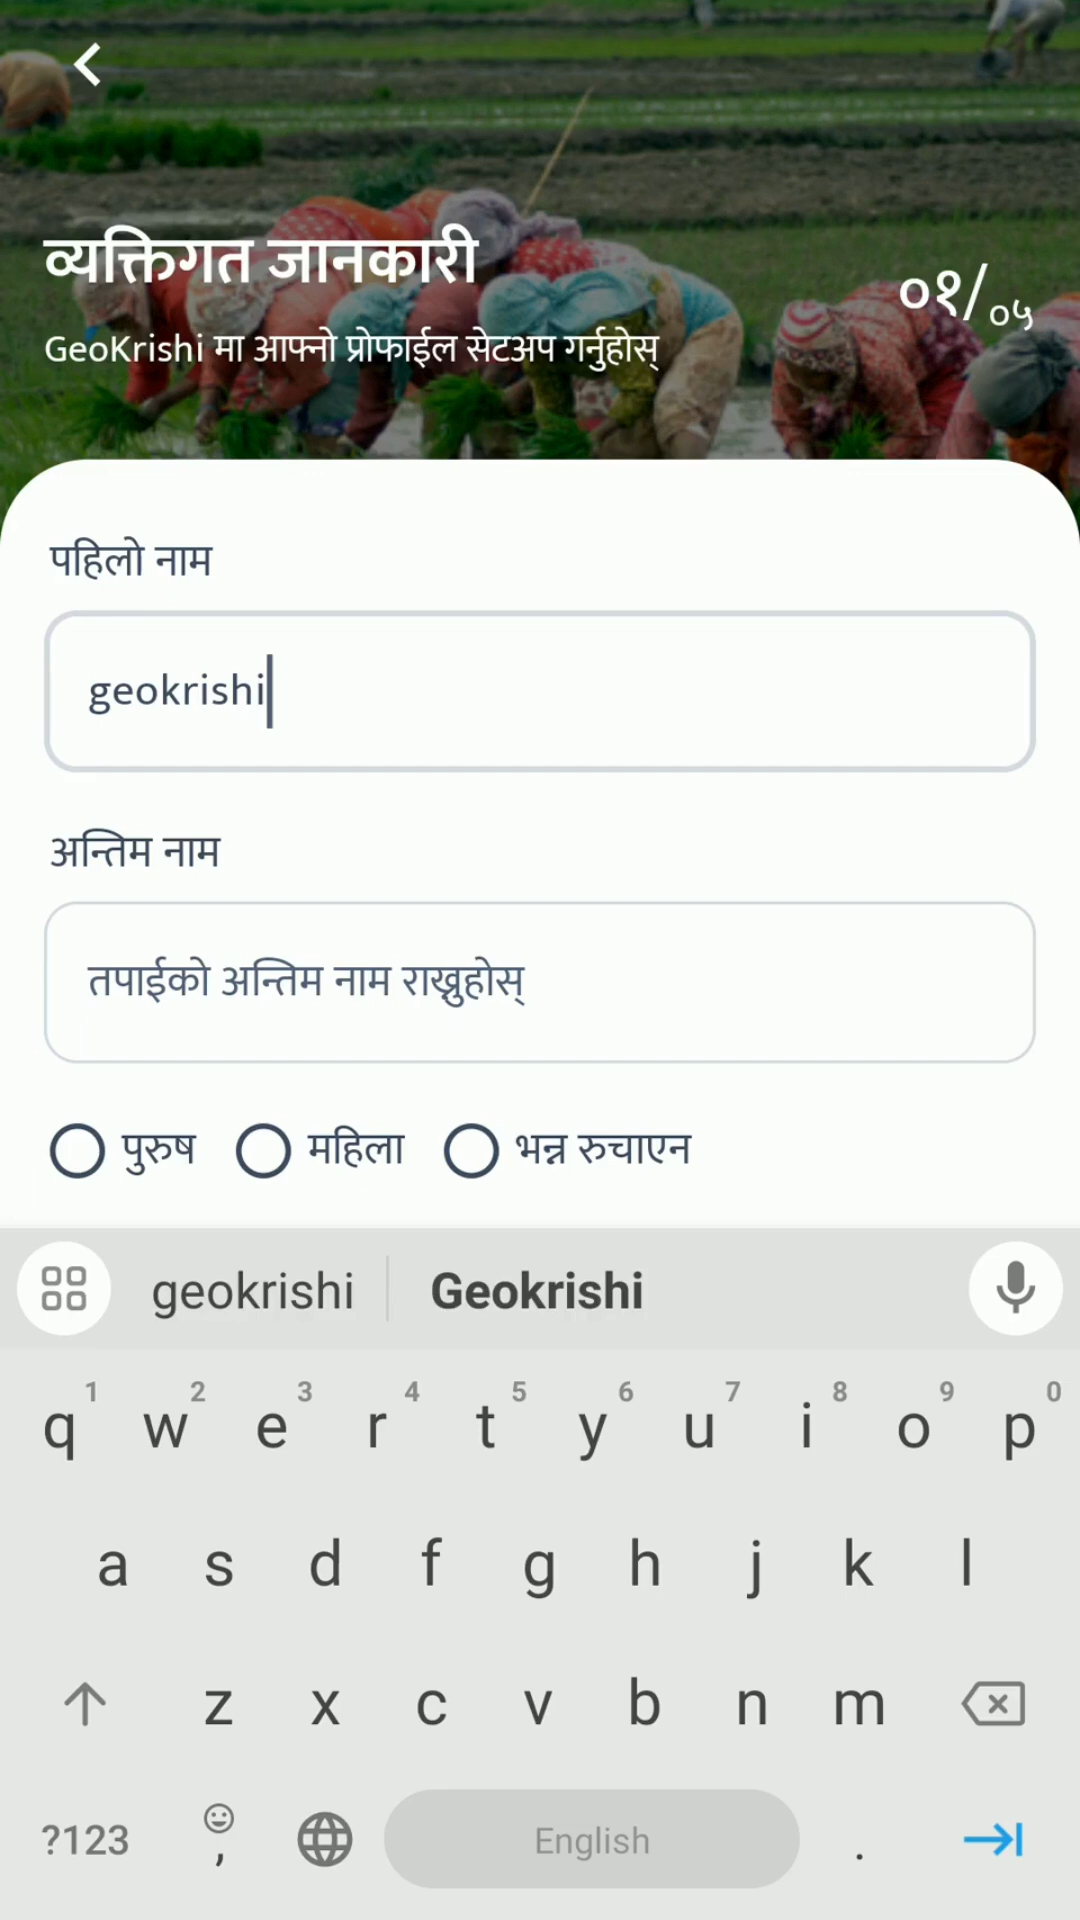 व्यक्तिगत जानकारी
०१/०५
GeoKrishi मा आफ्नो प्रोफाईल सेटअप गर्नुहोस्
पहिलो नाम
geokrishi
अन्तिम नाम
तपाईको अन्तिम नाम राख्नुहोस्
पुरुष महिला भन्न रुचाएन
geokrishi Geokrishi
1 2 3 4 5 6 7 8 9 0
q w e r t y u i o p
a s d f g h j k l
z x c v b n m
?123 , English .